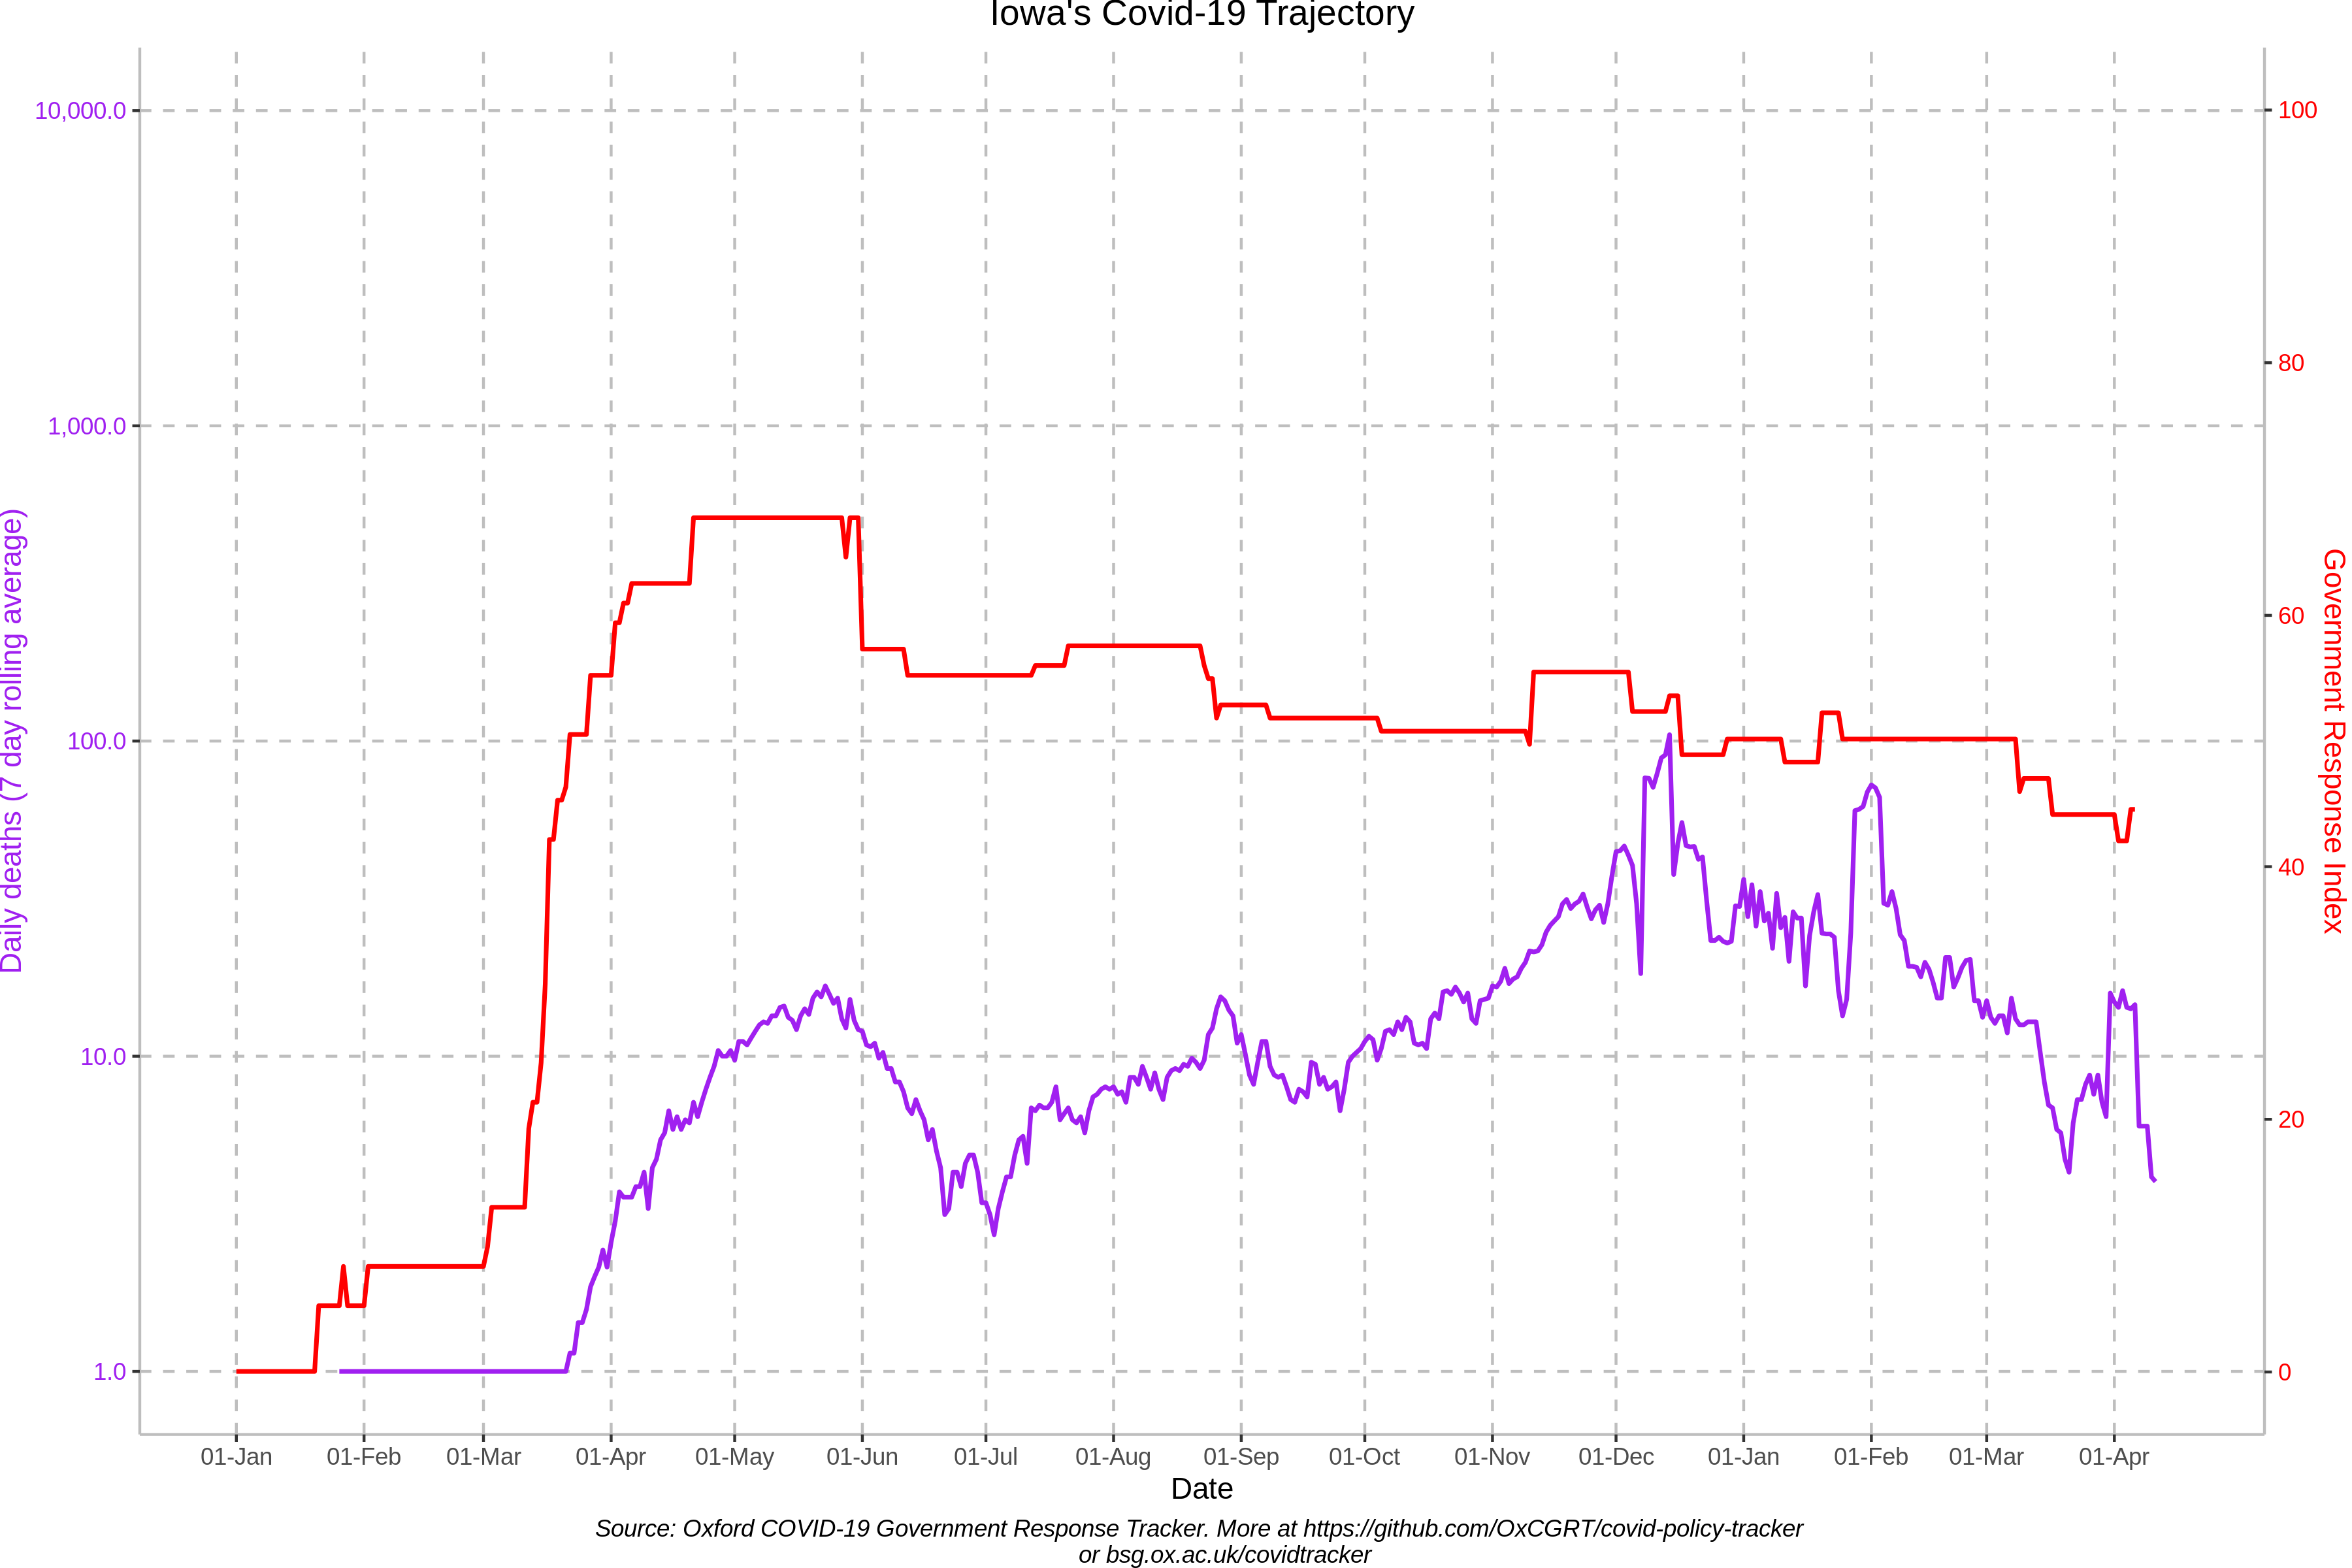 Iowa's Covid-19 Trajectory
10,000.0
1,000.0
100.0
10.0
1.0
Daily deaths (7 day rolling average)
100
80
60
40
20
0
Government Response Index
01-Jan 01-Feb 01-Mar 01-Apr 01-May 01-Jun 01-Jul 01-Aug 01-Sep 01-Oct 01-Nov 01-Dec 01-Jan 01-Feb 01-Mar 01-Apr
Date
Source: Oxford COVID-19 Government Response Tracker. More at https://github.com/OxCGRT/covid-policy-tracker
or bsg.ox.ac.uk/covidtracker